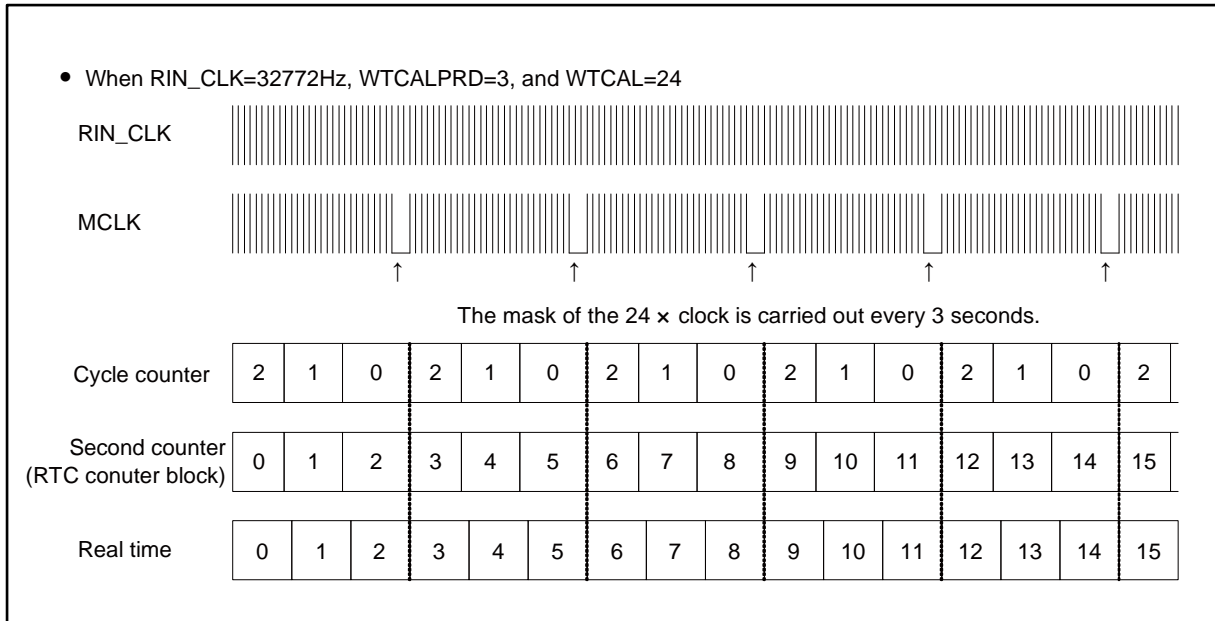 ● When RIN_CLK=32772Hz, WTCALPRD=3, and WTCAL=24
RIN_CLK
MCLK
↑ ↑ ↑ ↑ ↑
The mask of the 24 × clock is carried out every 3 seconds.
Cycle counter 2 1 0 2 1 0 2 1 0 2 1 0 2 1 0 2
Second counter
(RTC conuter block) 0 1 2 3 4 5 6 7 8 9 10 11 12 13 14 15
Real time 0 1 2 3 4 5 6 7 8 9 10 11 12 13 14 15